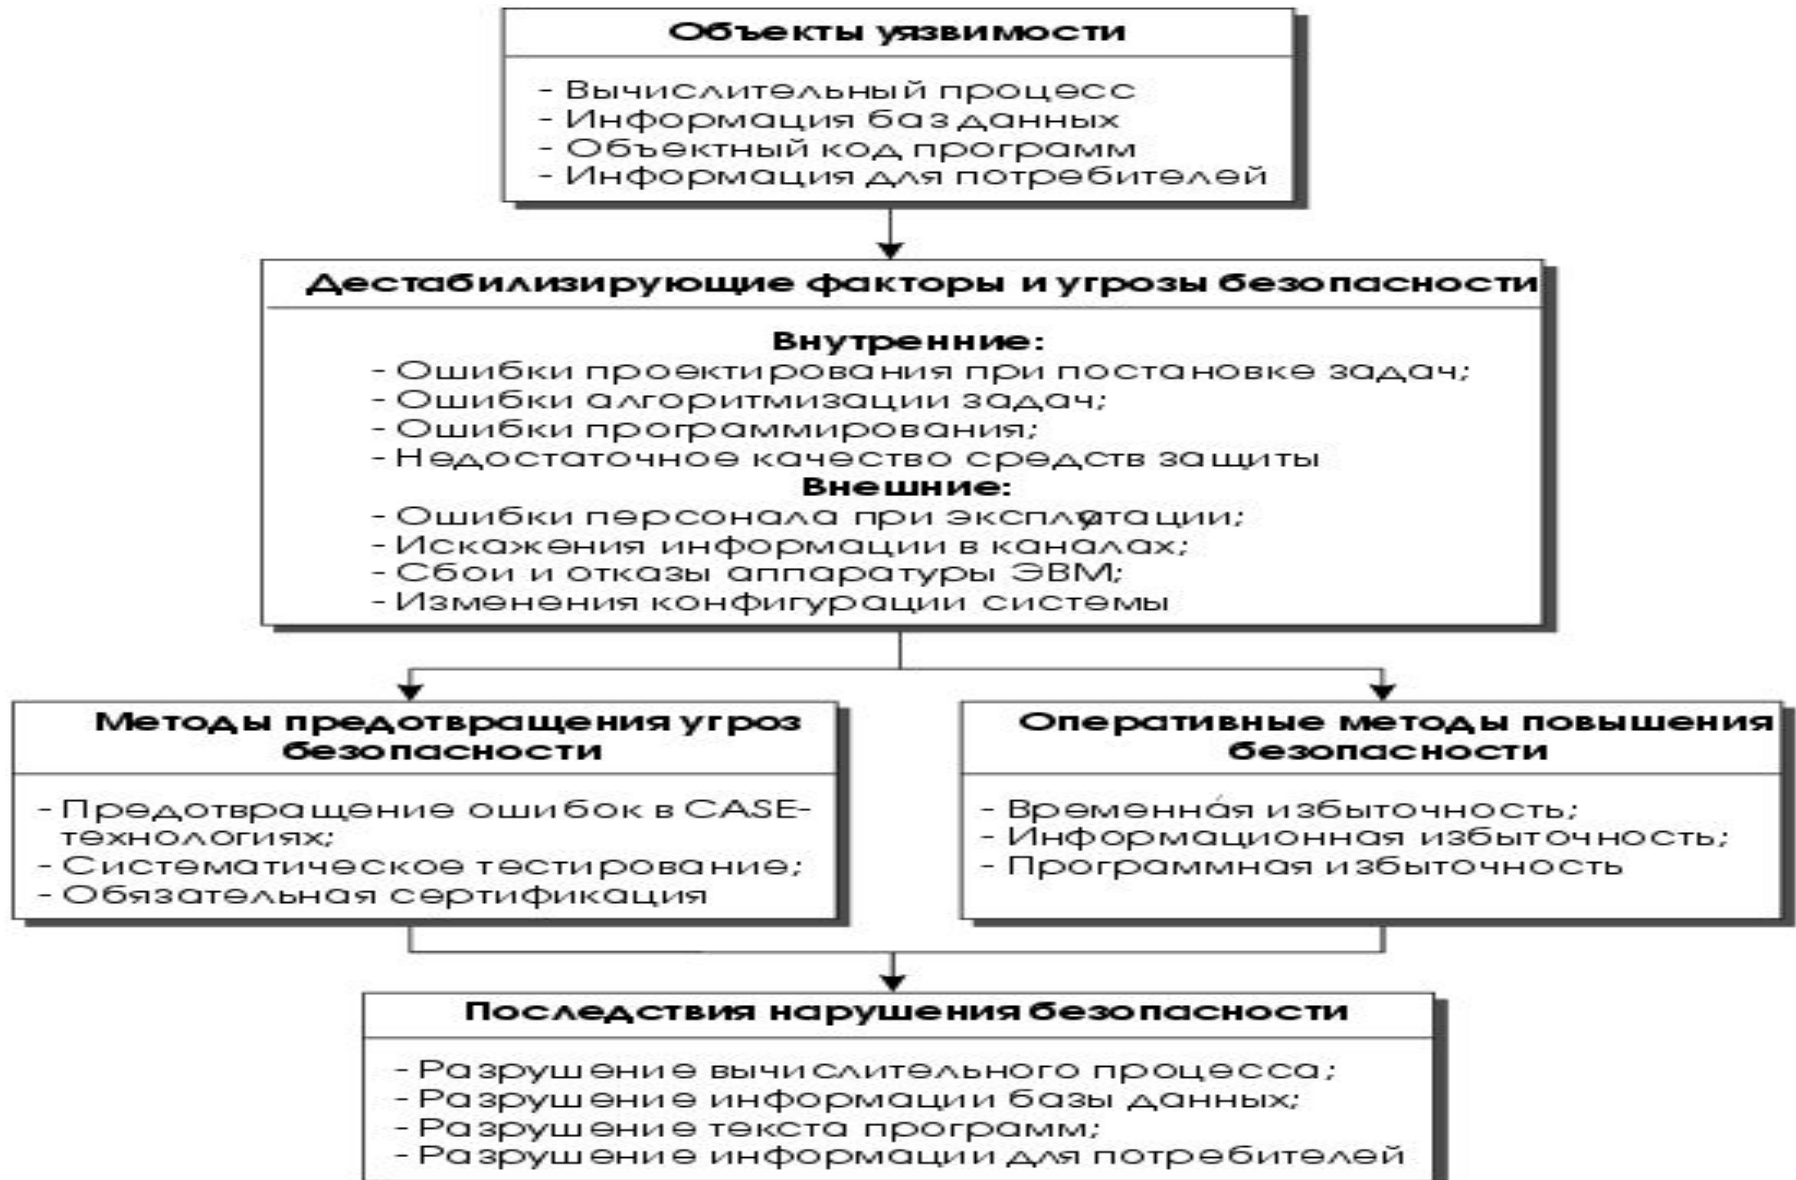 Объекты уязвимости
- Вычислительный процесс
- Информация баз данных
- Объектный код программ
- Информация для потребителей
Дестабилизирующие факторы и угрозы безопасности
Внутренние:
- Ошибки проектирования при постановке задач;
- Ошибки алгоритмизации задач;
- Ошибки программирования;
- Недостаточное качество средств защиты
Внешние:
- Ошибки персонала при эксплуатации;
- Искажения информации в каналах;
- Сбои и отказы аппаратуры ЭВМ;
- Изменения конфигурации системы
Методы предотвращения угроз
безопасности
- Предотвращение ошибок в CASE-
технологиях;
- Систематическое тестирование;
- Обязательная сертификация
Оперативные методы повышения
безопасности
- Временна́я избыточность;
- Информационная избыточность;
- Программная избыточность
Последствия нарушения безопасности
- Разрушение вычислительного процесса;
- Разрушение информации базы данных;
- Разрушение текста программ;
- Разрушение информации для потребителей